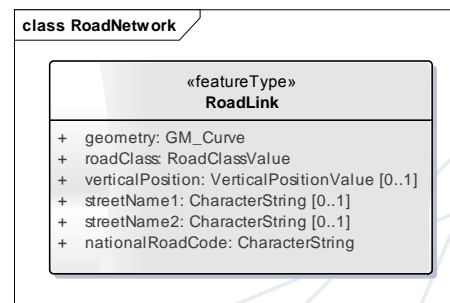 class RoadNetwork
«featureType»
RoadLink
+ geometry: GM_Curve
+ roadClass: RoadClassValue
+ verticalPosition: VerticalPositionValue [0..1]
+ streetName1: CharacterString [0..1]
+ streetName2: CharacterString [0..1]
+ nationalRoadCode: CharacterString